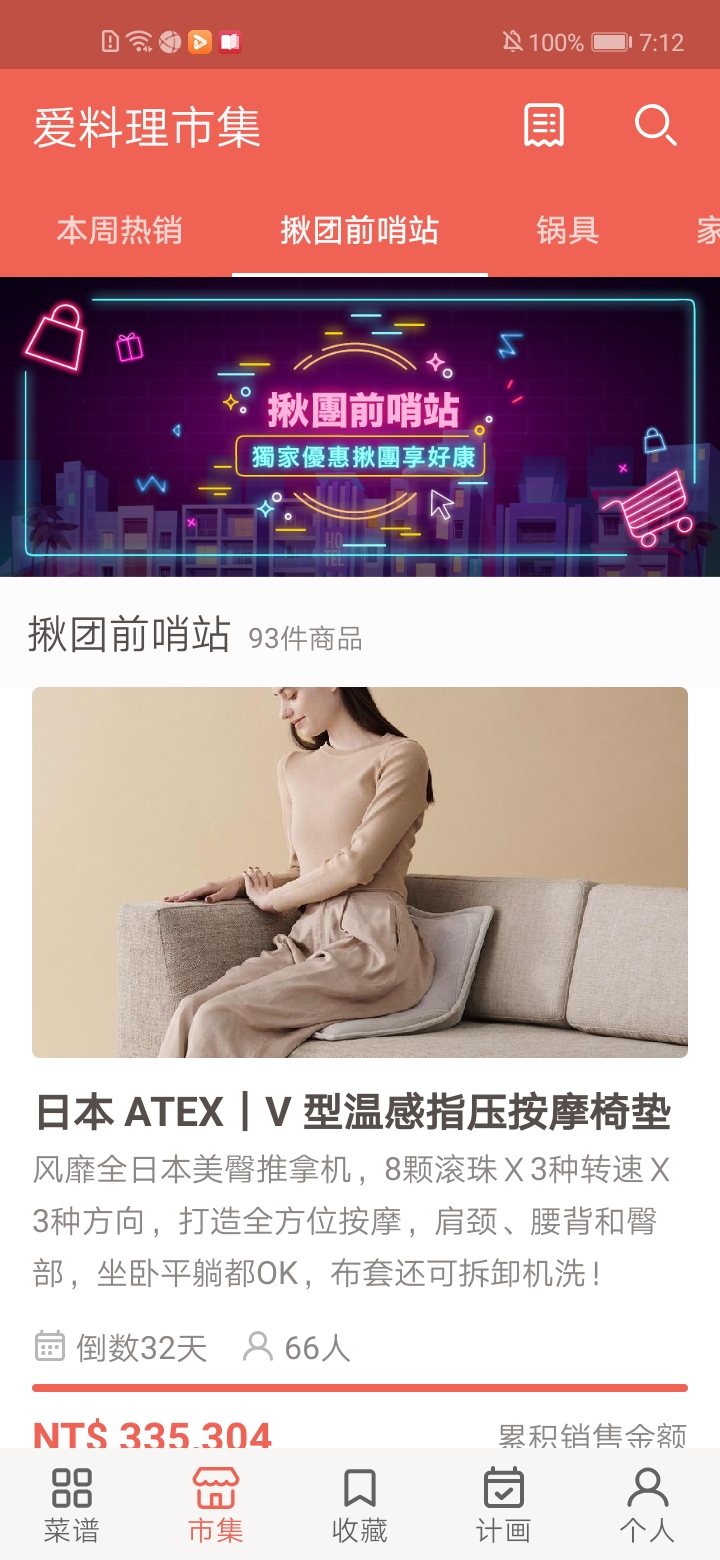 100% 7:12
爱料理市集
本周热销 揪团前哨站 锅具 家
揪團前哨站
獨家優惠揪團享好康
HOTEL
揪团前哨站 93件商品
日本 ATEX｜V 型温感指压按摩椅垫
风靡全日本美臀推拿机，8颗滚珠 X 3种转速 X
3种方向，打造全方位按摩，肩颈、腰背和臀
部，坐卧平躺都OK，布套还可拆卸机洗！
倒数32天 66人
NT$ 335,304 累积销售金额
菜谱 市集 收藏 计画 个人